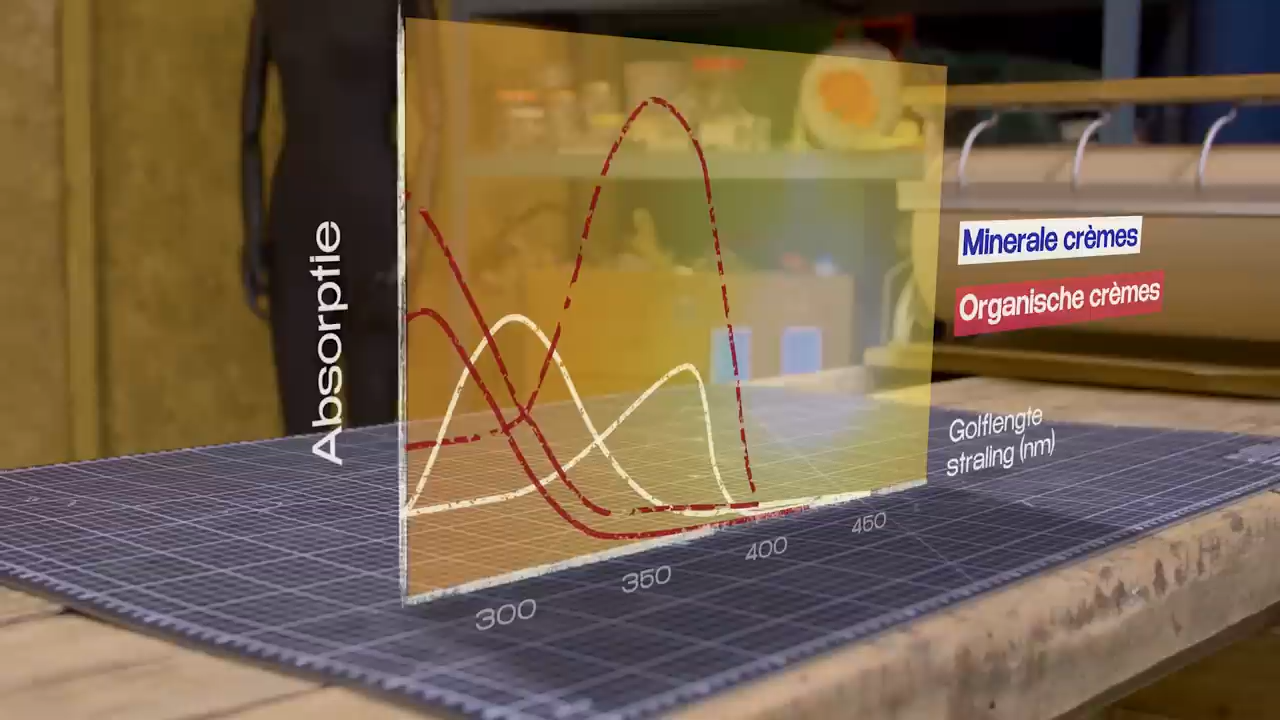 Absorptie
Minerale crèmes
Organische crèmes
Golflengte
straling (nm)
300
350
400
450